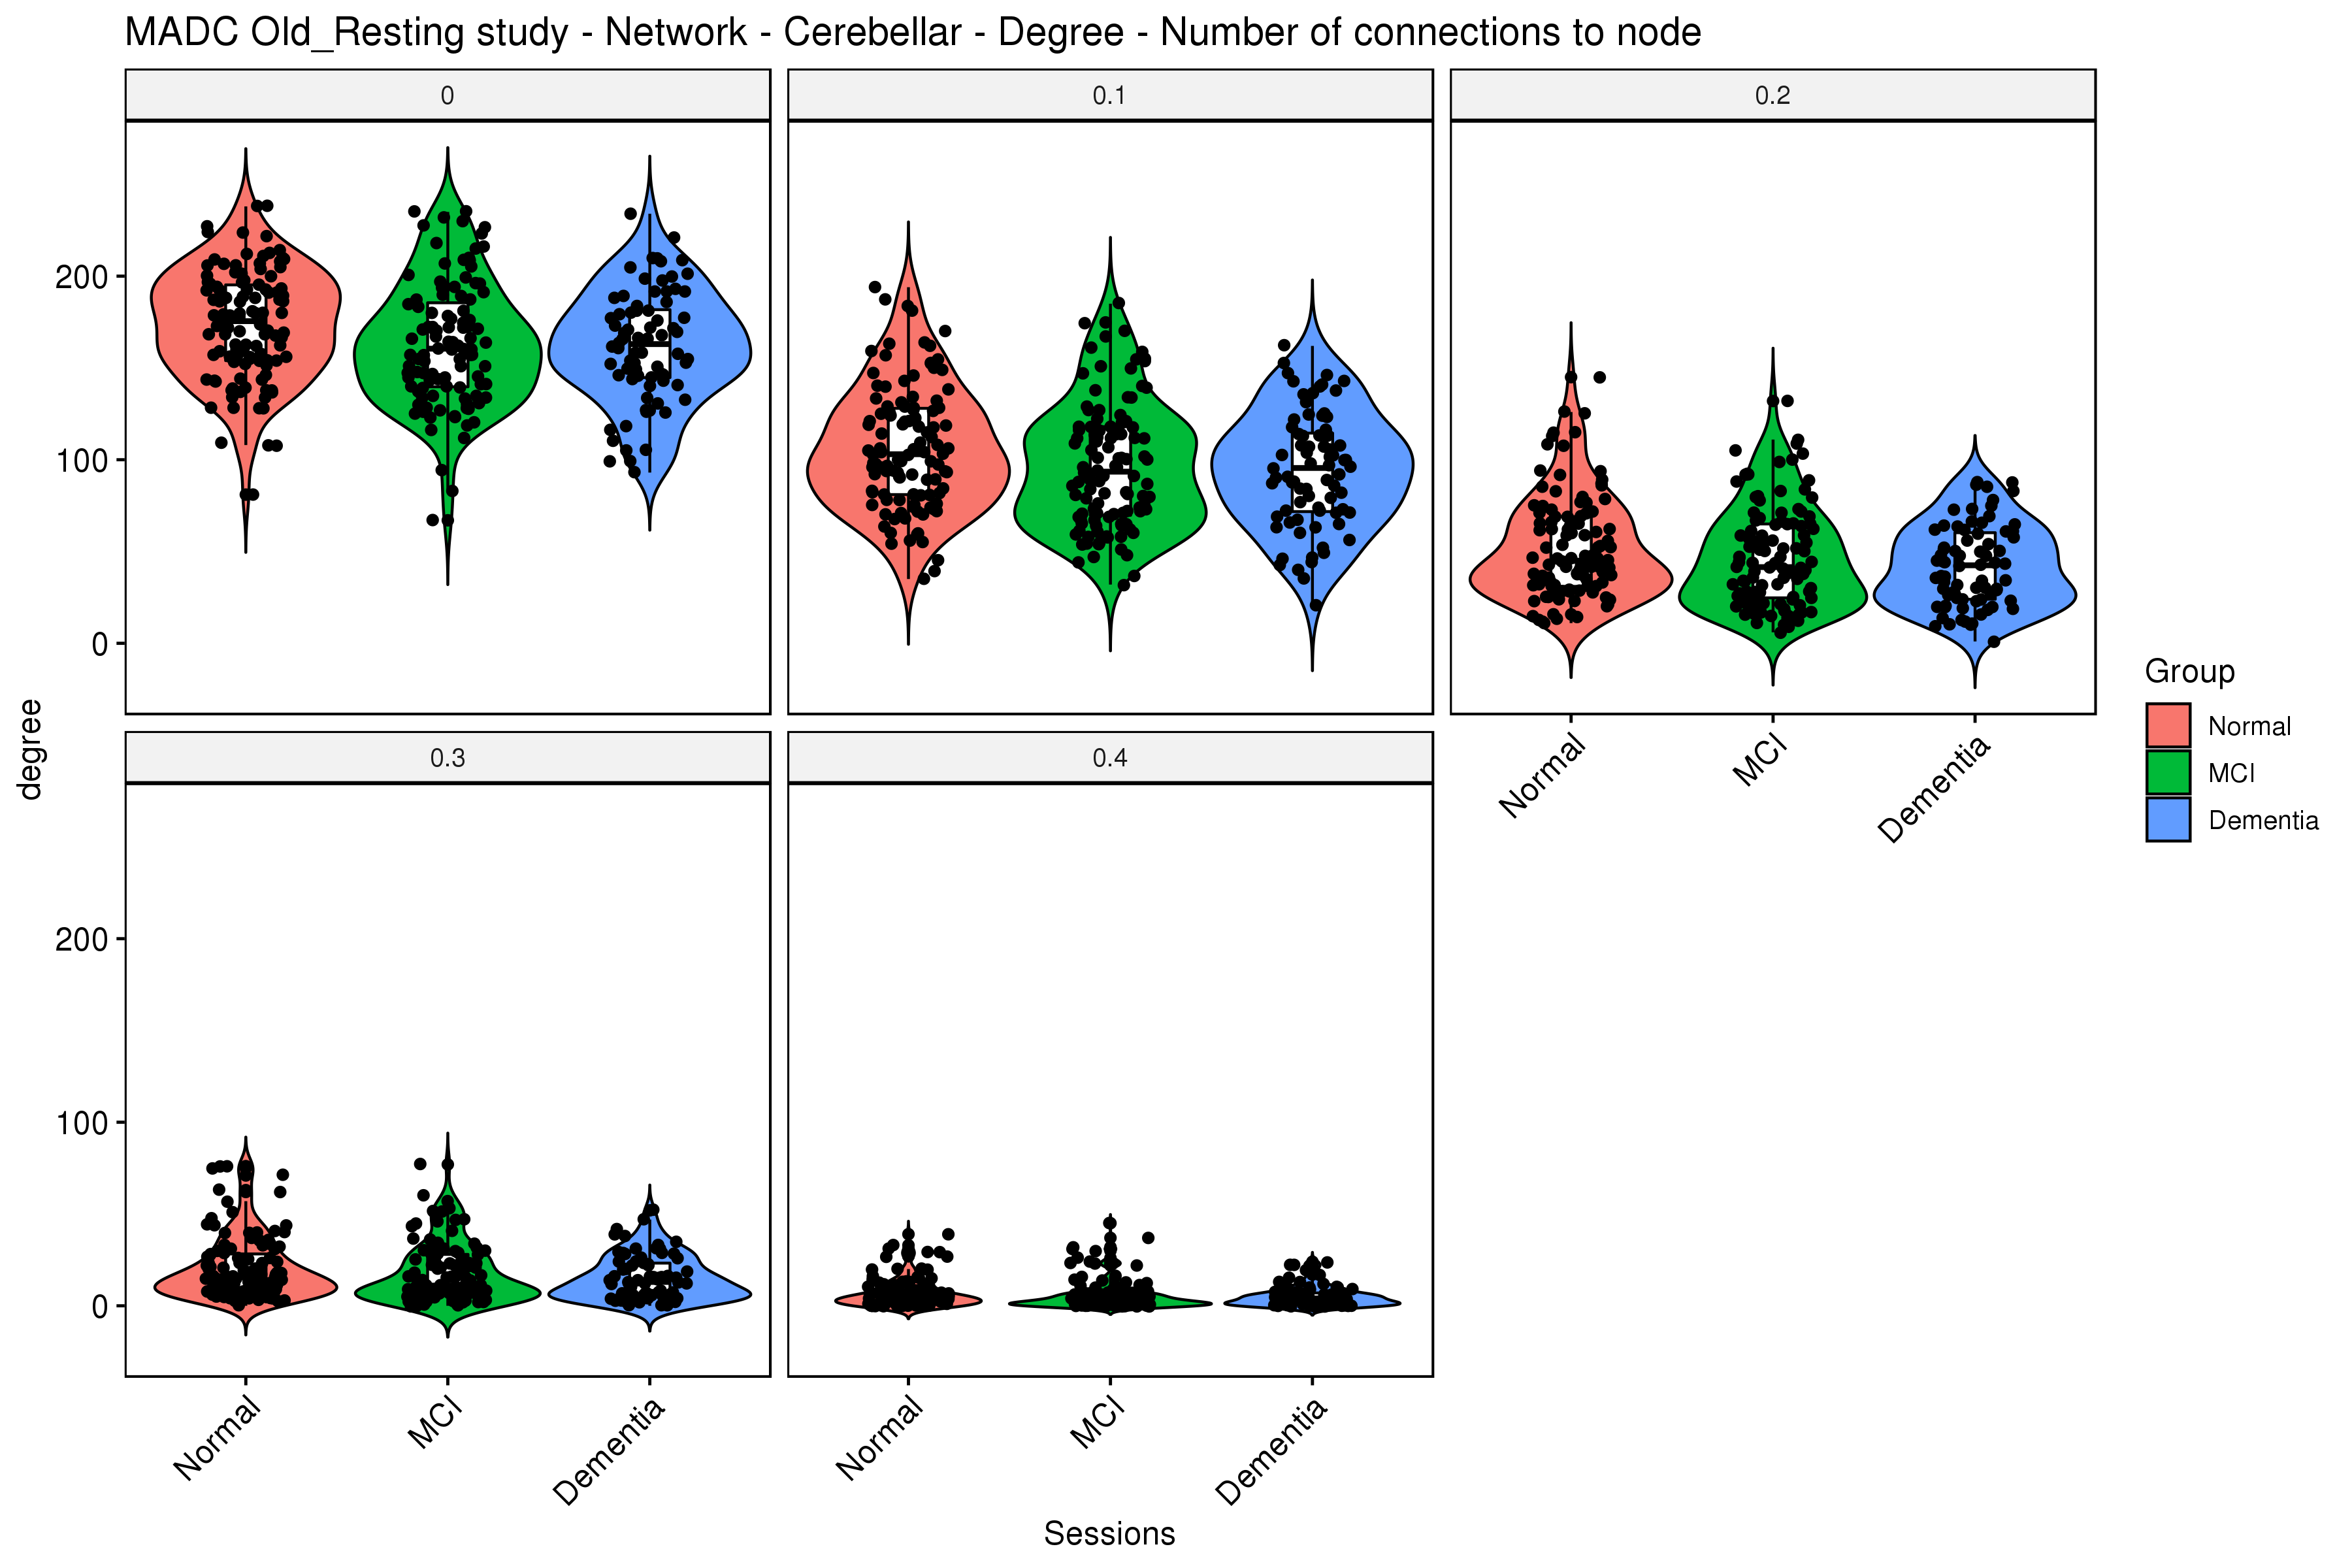 MADC Old_Resting study - Network - Cerebellar - Degree - Number of connections to node
0
0.1
0.2
200
100
0
degree
Normal
MCI
Dementia
Group
Normal
MCI
Dementia
0.3
0.4
200
100
0
Normal
MCI
Dementia
Normal
MCI
Dementia
Sessions